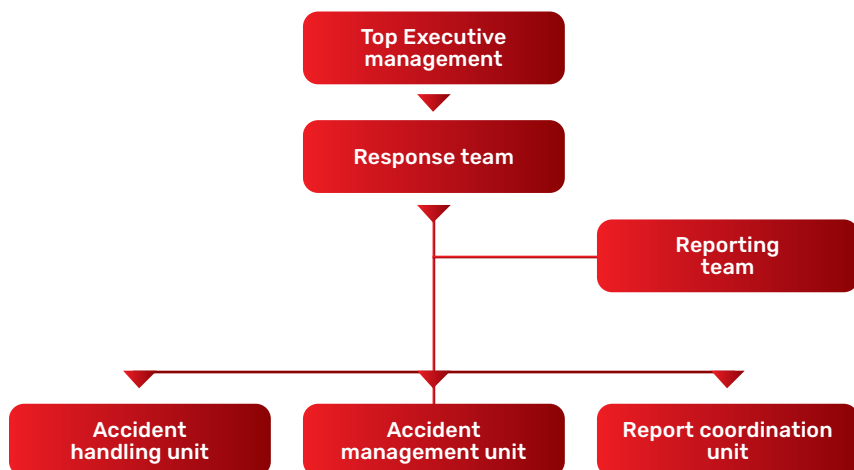 Top Executive
management
Response team
Reporting
team
Accident
handling unit
Accident
management unit
Report coordination
unit